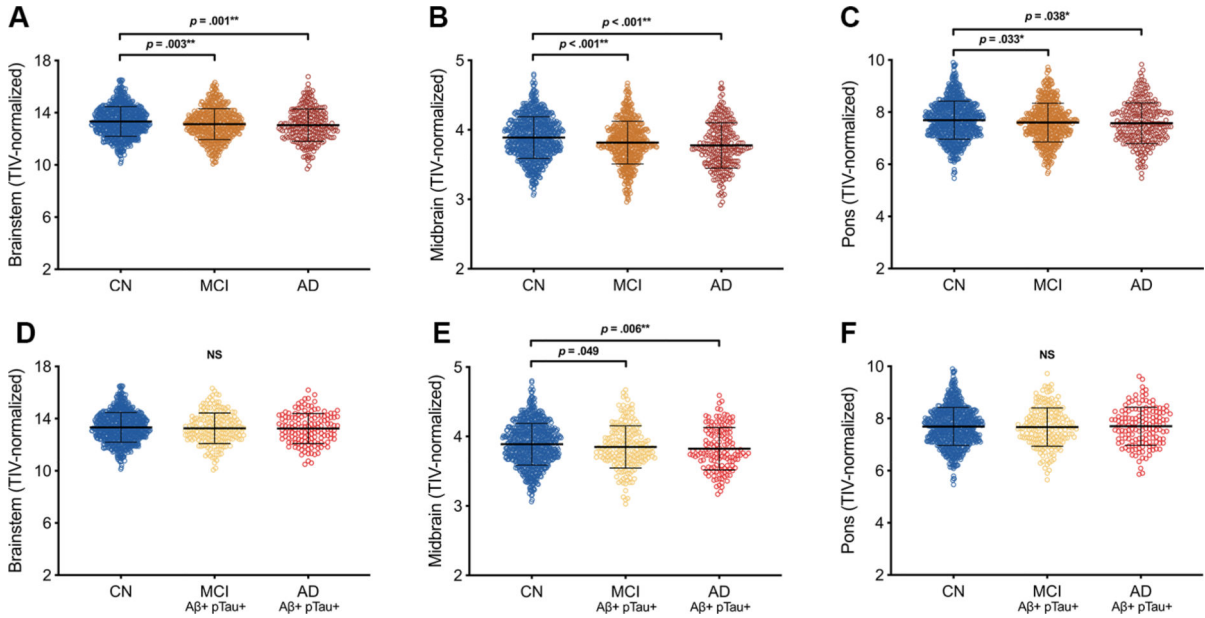 A
p = .001**
p = .003**
Brainstem (TIV-normalized)
18
14
10
6
2
CN MCI AD
B
p < .001**
p <.001**
Midbrain (TIV-normalized)
5
4
3
2
CN MCI AD
C
p = .038*
p = .033*
Pons (TIV-normalized)
10
8
6
4
2
CN MCI AD
D
NS
Brainstem (TIV-normalized)
18
14
10
6
2
CN MCI AD
Aβ+ pTau+ Aβ+ pTau+
E
p = .006**
p = .049
Midbrain (TIV-normalized)
5
4
3
2
CN MCI AD
Aβ+ pTau+ Aβ+ pTau+
F
NS
Pons (TIV-normalized)
10
8
6
4
2
CN MCI AD
Aβ+ pTau+ Aβ+ pTau+